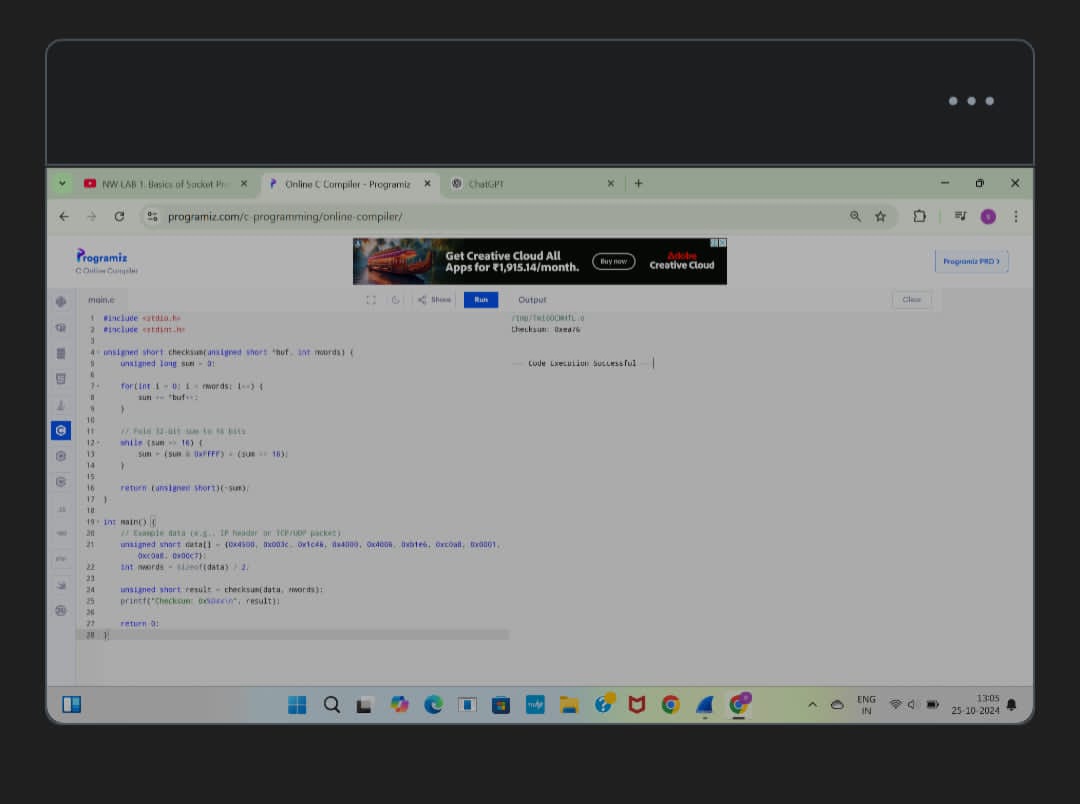 NW LAB 1. Basics of Socket Pro
Online C Compiler - Programiz
ChatGPT
programiz.com/c-programming/online-compiler/
Programiz
C Online Compiler
Get Creative Cloud All
Apps for ₹1,915.14/month.
Buy now
Adobe
Creative Cloud
Programiz PRO
main.c
Share
Run
Output
Clear
1 #include <stdio.h>
2 #include <stdint.h>
3
4 unsigned short checksum(unsigned short *buf, int nwords) {
5 unsigned long sum = 0;
6
7 for(int i = 0; i < nwords; i++) {
8 sum += *buf++;
9 }
10
11 // Fold 32-bit sum to 16 bits
12 while (sum >> 16) {
13 sum = (sum & 0xFFFF) + (sum >> 16);
14 }
15
16 return (unsigned short)(~sum);
17 }
18
19 int main() {
20 // Example data (e.g., IP header or TCP/UDP packet)
21 unsigned short data[] = {0x4500, 0x003c, 0x1c46, 0x4000, 0x4006, 0xb1e6, 0xc0a8, 0x0001,
0xc0a8, 0x00c7};
22 int nwords = sizeof(data) / 2;
23
24 unsigned short result = checksum(data, nwords);
25 printf("Checksum: 0x%04x\n", result);
26
27 return 0;
28 }
Checksum: 0xea76
Code Execution Successful
ENG
IN
13:05
25-10-2024